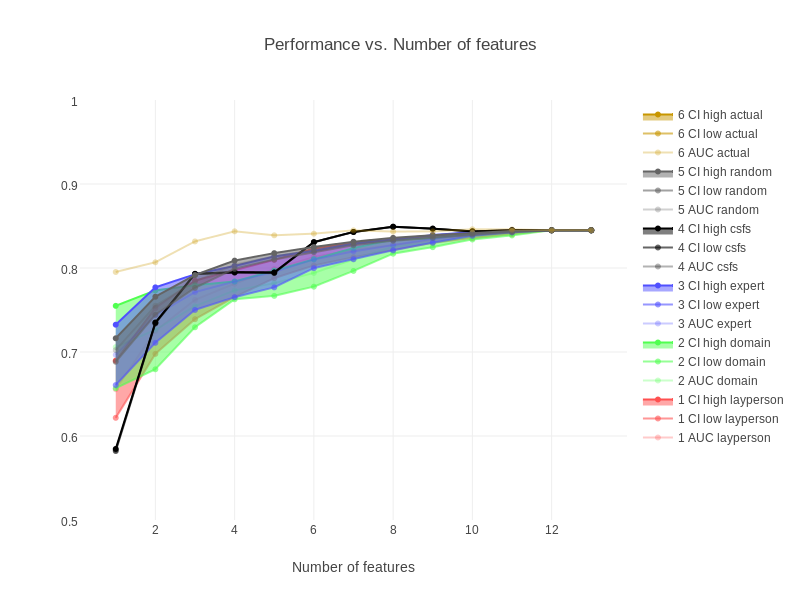 Performance vs. Number of features
1
0.9
0.8
0.7
0.6
0.5
2
4
6
8
10
12
Number of features
6 CI high actual
6 CI low actual
6 AUC actual
5 CI high random
5 CI low random
5 AUC random
4 CI high csfs
4 CI low csfs
4 AUC csfs
3 CI high expert
3 CI low expert
3 AUC expert
2 CI high domain
2 CI low domain
2 AUC domain
1 CI high layperson
1 CI low layperson
1 AUC layperson